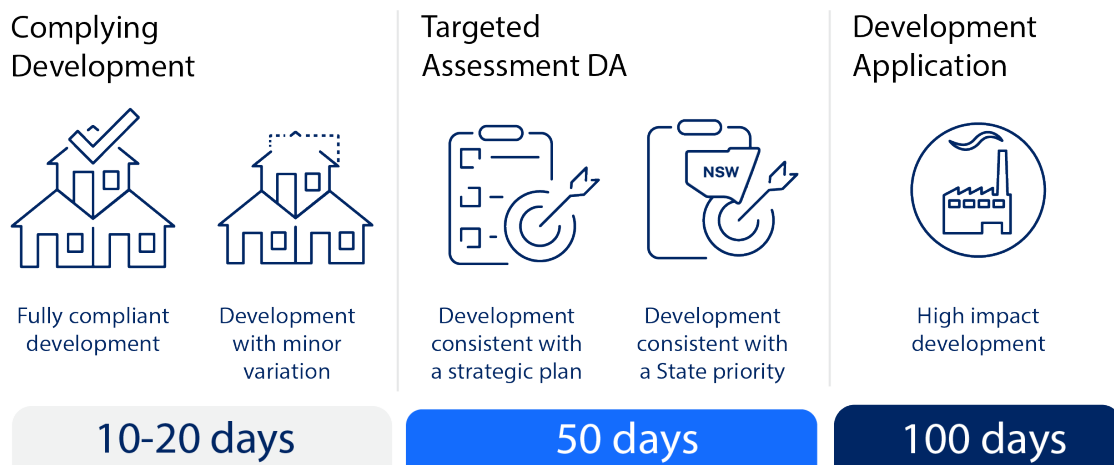 Complying
Development
Targeted
Assessment DA
Development
Application
NSW
Fully compliant
development
Development
with minor
variation
Development
consistent with
a strategic plan
Development
consistent with
a State priority
High impact
development
10-20 days
50 days
100 days